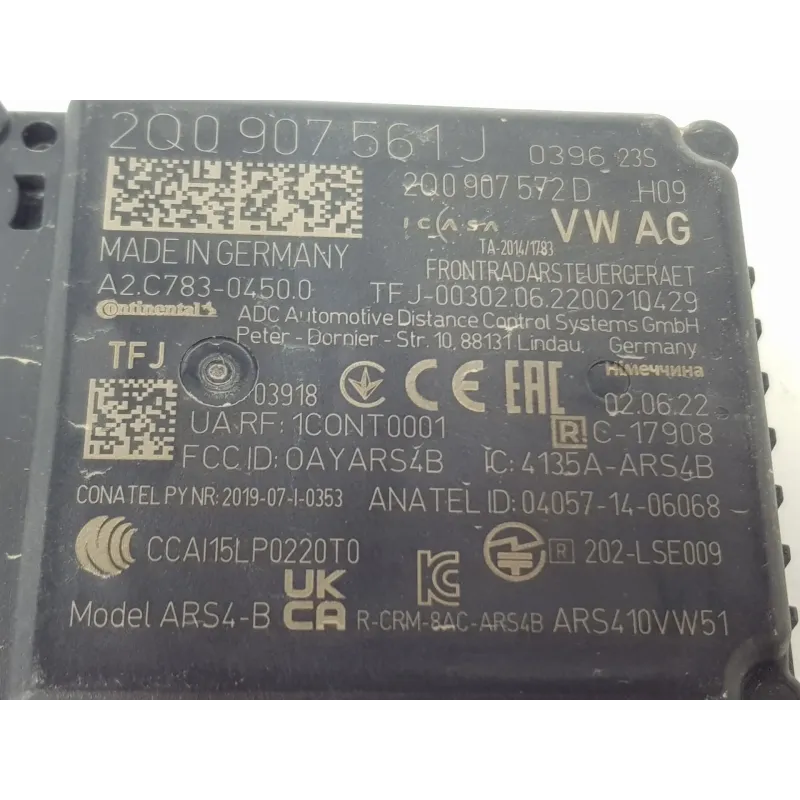 2Q0 907 561 J 0396 23S
2Q0 907 572 D H09
ICASA VW AG
TA-2014/1783
MADE IN GERMANY FRONTRADARSTEUERGERAET
A2.C783-0450.0 TFJ-00302.06.2200210429
Continental ADC Automotive Distance Control Systems GmbH
Peter - Dornier - Str. 10, 88131 Lindau, Germany
TFJ Німеччина
03918 CE EAC 02.06.22
UA RF: 1CONT0001 R C-17908
FCC ID: OAYARS4B IC: 4135A-ARS4B
CONATEL PY NR: 2019-07-I-0353 ANATEL ID: 04057-14-06068
CCAI15LP0220T0 R 202-LSE009
Model ARS4-B UK CA R-CRM-8AC-ARS4B ARS410VW51